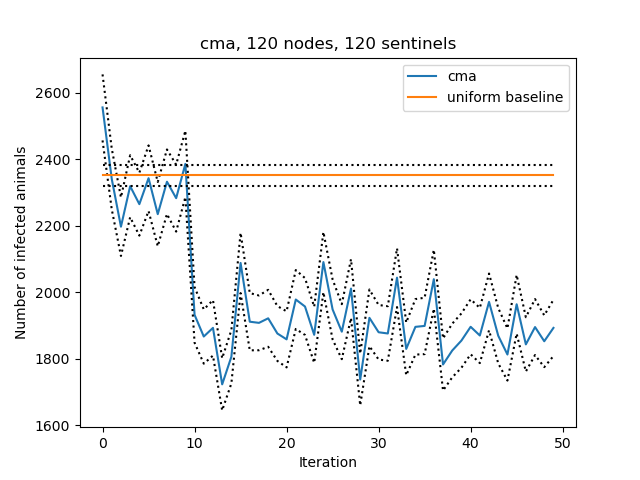 cma, 120 nodes, 120 sentinels
cma
uniform baseline
2600
2400
2200
2000
1800
1600
Number of infected animals
0 10 20 30 40 50
Iteration